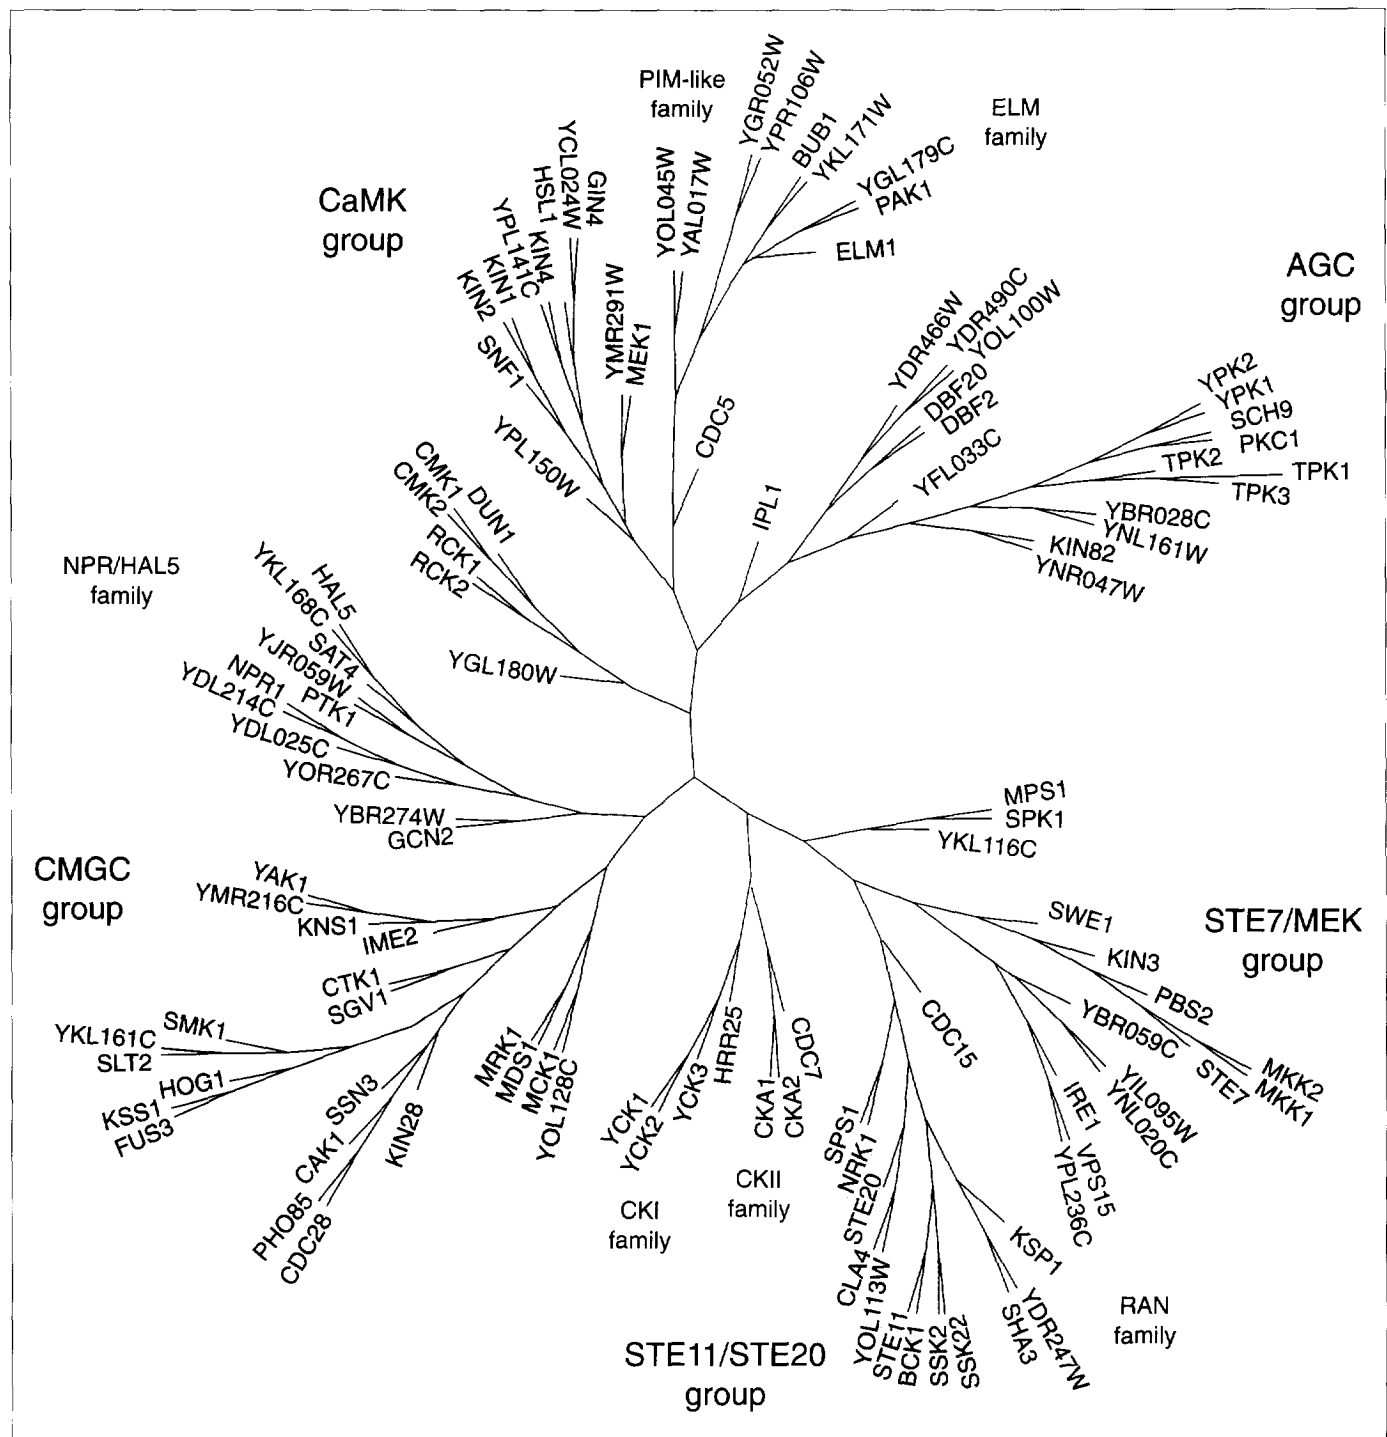 PIM-like
family
YGR052W
YPR106W
BUB1
YKL171W
ELM
family
YGL179C
PAK1
ELM1
YOL045W
YAL017W
CaMK
group
YCL024W
GIN4
HSL1
KIN4
YPL141C
KIN1
KIN2
SNF1
YMR291W
MEK1
YPL150W
CDC5
IPL1
AGC
group
YDR466W
YDR490C
YOL100W
DBF20
DBF2
YFL033C
YPK2
YPK1
SCH9
PKC1
TPK2
TPK1
TPK3
YBR028C
YNL161W
KIN82
YNR047W
CMK1
CMK2
DUN1
RCK1
RCK2
YGL180W
NPR/HAL5
family
HAL5
YKL168C
SAT4
YJR059W
PTK1
NPR1
YDL214C
YDL025C
YOR267C
YBR274W
GCN2
MPS1
SPK1
YKL116C
CMGC
group
YAK1
YMR216C
KNS1
IME2
CTK1
SGV1
SMK1
YKL161C
SLT2
HOG1
KSS1
FUS3
SSN3
CAK1
KIN28
PHO85
CDC28
MRK1
MDS1
MCK1
YOL128C
YCK1
YCK2
YCK3
HRR25
CKI
family
CKA1
CKA2
CDC7
CKII
family
STE7/MEK
group
SWE1
KIN3
PBS2
YBR059C
STE7
MKK2
MKK1
YIL095W
YNL020C
IRE1
VPS15
YPL236C
CDC15
SPS1
NRK1
STE20
CLA4
YOL113W
STE11
BCK1
SSK2
SSK22
KSP1
YDR247W
SHA3
RAN
family
STE11/STE20
group